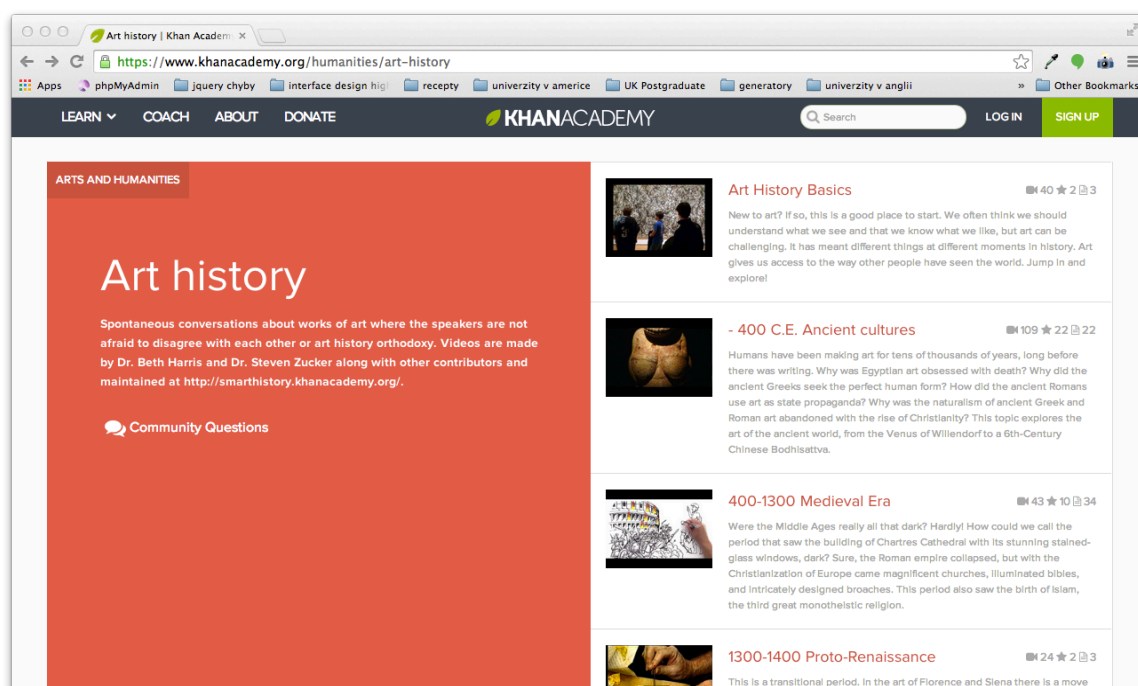 Art history | Khan Academ
https://www.khanacademy.org/humanities/art-history
Apps phpMyAdmin jquery chyby interface design hig recepty univerzity v americe UK Postgraduate generatory univerzity v anglii » Other Bookmarks
LEARN COACH ABOUT DONATE KHANACADEMY Search LOG IN SIGN UP
ARTS AND HUMANITIES
Art history
Spontaneous conversations about works of art where the speakers are not
afraid to disagree with each other or art history orthodoxy. Videos are made
by Dr. Beth Harris and Dr. Steven Zucker along with other contributors and
maintained at http://smarthistory.khanacademy.org/.
Community Questions
Art History Basics 40 2 3
New to art? If so, this is a good place to start. We often think we should
understand what we see and that we know what we like, but art can be
challenging. It has meant different things at different moments in history. Art
gives us access to the way other people have seen the world. Jump in and
explore!
- 400 C.E. Ancient cultures 109 22 22
Humans have been making art for tens of thousands of years, long before
there was writing. Why was Egyptian art obsessed with death? Why did the
ancient Greeks seek the perfect human form? How did the ancient Romans
use art as state propaganda? Why was the naturalism of ancient Greek and
Roman art abandoned with the rise of Christianity? This topic explores the
art of the ancient world, from the Venus of Willendorf to a 6th-Century
Chinese Bodhisattva.
400-1300 Medieval Era 43 10 34
Were the Middle Ages really all that dark? Hardly! How could we call the
period that saw the building of Chartres Cathedral with its stunning stained-
glass windows, dark? Sure, the Roman empire collapsed, but with the
Christianization of Europe came magnificent churches, illuminated bibles,
and intricately designed broaches. This period also saw the birth of Islam,
the third great monotheistic religion.
1300-1400 Proto-Renaissance 24 2 3
This is a transitional period. In the art of Florence and Siena there is a move